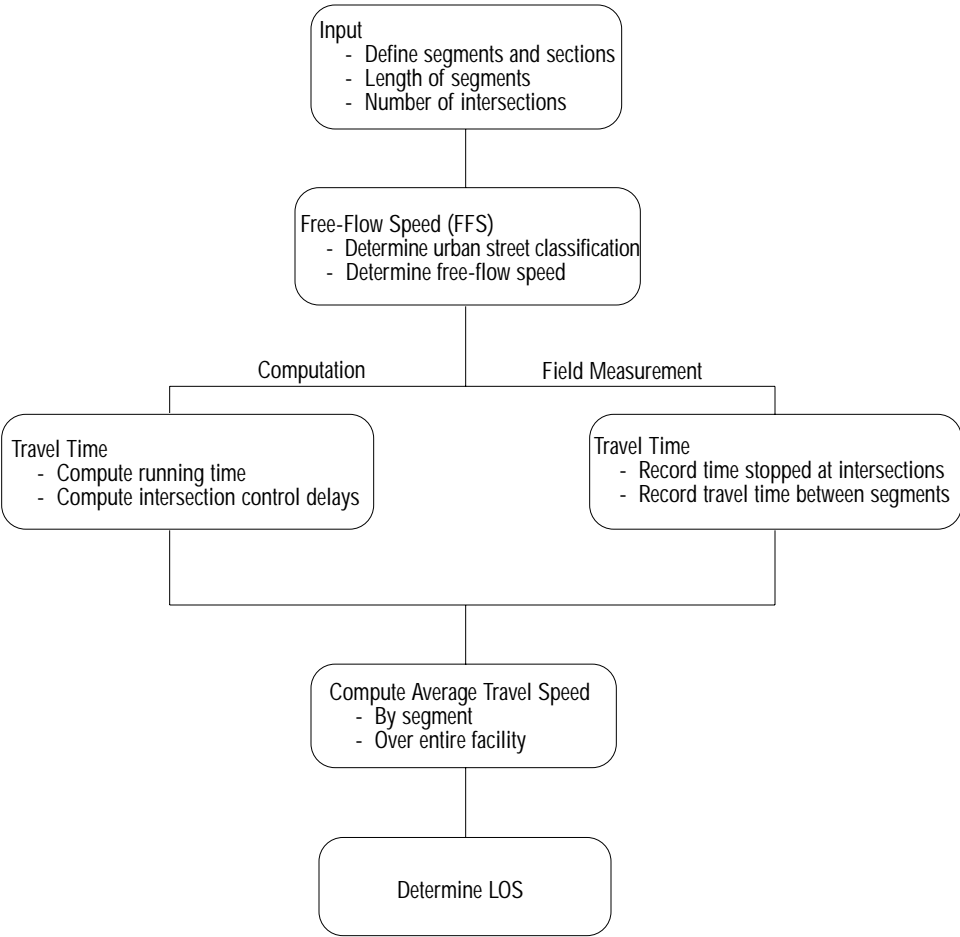 Input
- Define segments and sections
- Length of segments
- Number of intersections
Free-Flow Speed (FFS)
- Determine urban street classification
- Determine free-flow speed
Computation
Field Measurement
Travel Time
- Compute running time
- Compute intersection control delays
Travel Time
- Record time stopped at intersections
- Record travel time between segments
Compute Average Travel Speed
- By segment
- Over entire facility
Determine LOS